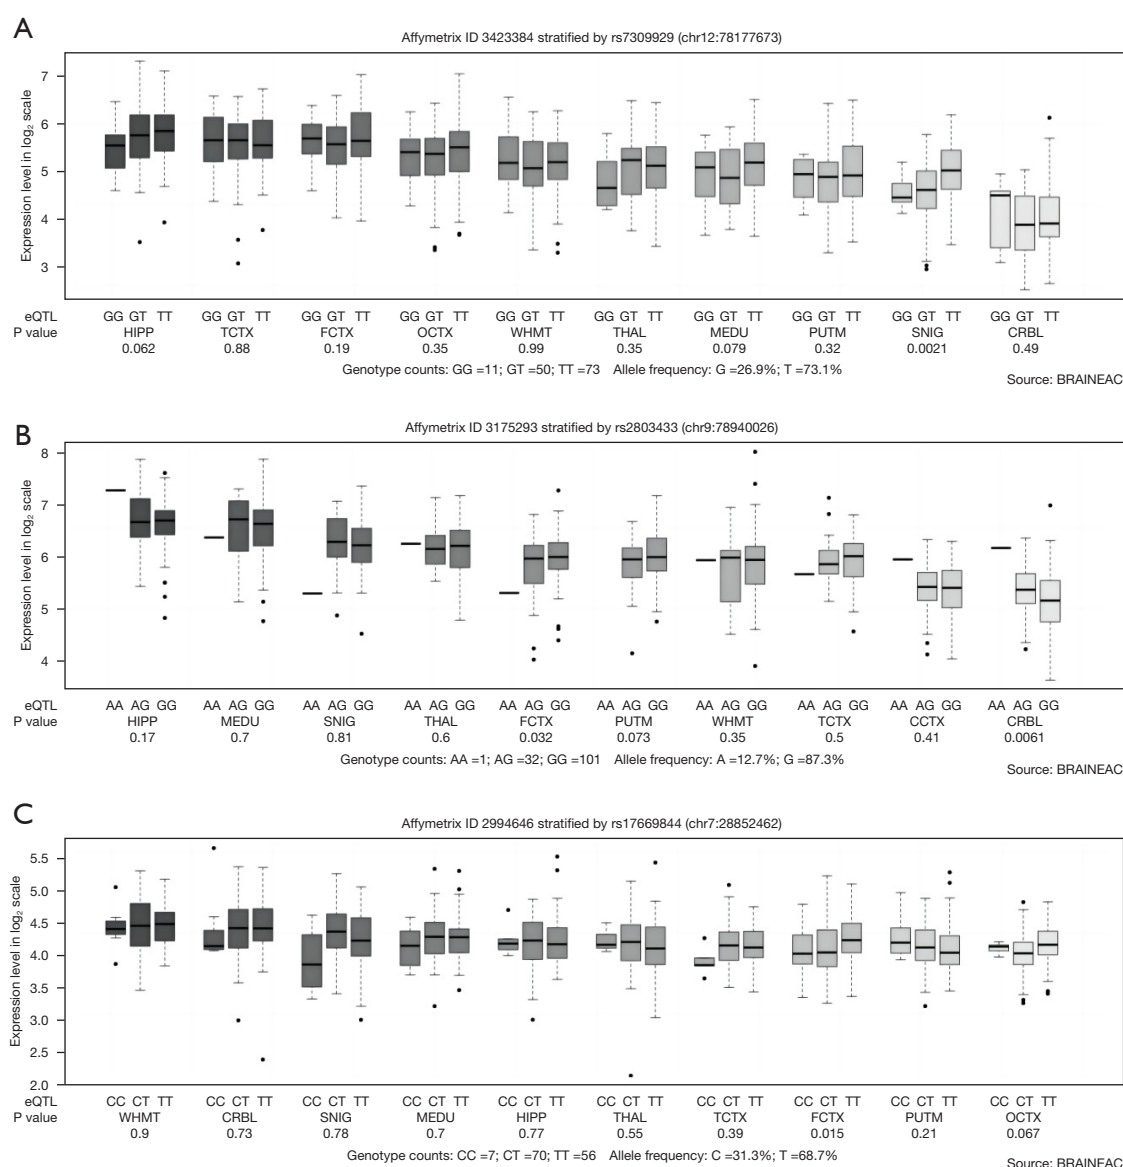 A
Affymetrix ID 3423384 stratified by rs7309929 (chr12:78177673)
Expression level in log2 scale
7
6
5
4
3
eQTL GG GT TT GG GT TT GG GT TT GG GT TT GG GT TT GG GT TT GG GT TT GG GT TT GG GT TT GG GT TT
P value HIPP TCTX FCTX OCTX WHMT THAL MEDU PUTM SNIG CRBL
0.062 0.88 0.19 0.35 0.99 0.35 0.079 0.32 0.0021 0.49
Genotype counts: GG =11; GT =50; TT =73 Allele frequency: G =26.9%; T =73.1%
Source: BRAINEAC
B
Affymetrix ID 3175293 stratified by rs2803433 (chr9:78940026)
Expression level in log2 scale
8
7
6
5
4
eQTL AA AG GG AA AG GG AA AG GG AA AG GG AA AG GG AA AG GG AA AG GG AA AG GG AA AG GG AA AG GG
P value HIPP MEDU SNIG THAL FCTX PUTM WHMT TCTX CCTX CRBL
0.17 0.7 0.81 0.6 0.032 0.073 0.35 0.5 0.41 0.0061
Genotype counts: AA =1; AG =32; GG =101 Allele frequency: A =12.7%; G =87.3%
Source: BRAINEAC
C
Affymetrix ID 2994646 stratified by rs17669844 (chr7:28852462)
Expression level in log2 scale
5.5
5.0
4.5
4.0
3.5
3.0
2.5
2.0
eQTL CC CT TT CC CT TT CC CT TT CC CT TT CC CT TT CC CT TT CC CT TT CC CT TT CC CT TT CC CT TT
P value WHMT CRBL SNIG MEDU HIPP THAL TCTX FCTX PUTM OCTX
0.9 0.73 0.78 0.7 0.77 0.55 0.39 0.015 0.21 0.067
Genotype counts: CC =7; CT =70; TT =56 Allele frequency: C =31.3%; T =68.7%
Source: BRAINEAC